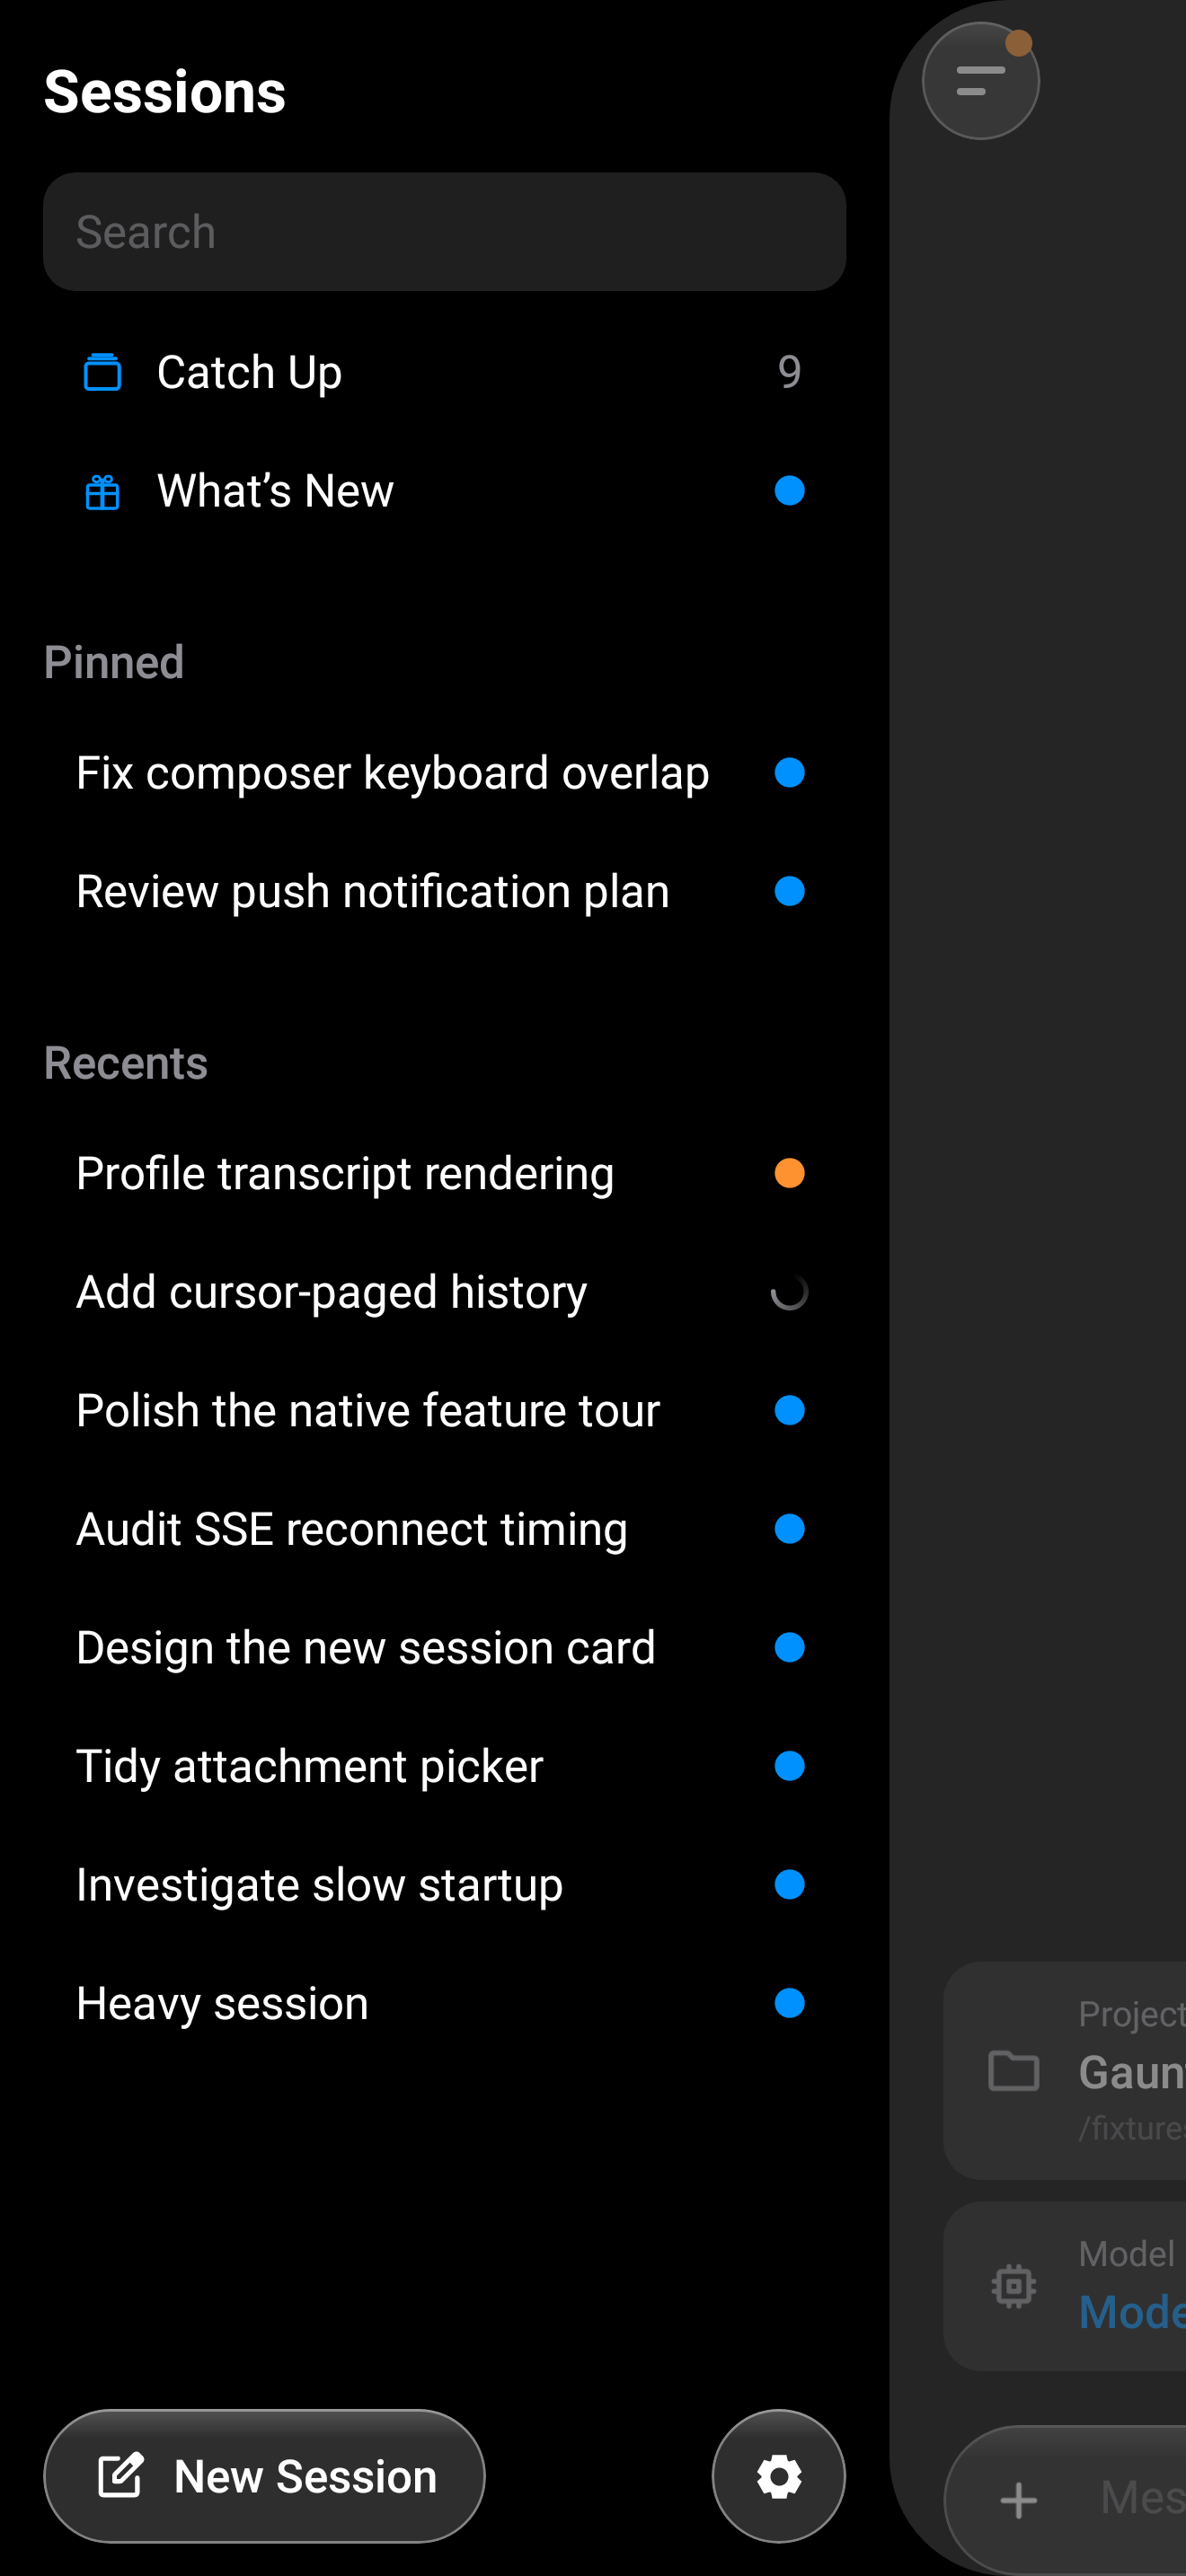 Sessions
Search
Catch Up 9
What’s New
Pinned
Fix composer keyboard overlap
Review push notification plan
Recents
Profile transcript rendering
Add cursor-paged history
Polish the native feature tour
Audit SSE reconnect timing
Design the new session card
Tidy attachment picker
Investigate slow startup
Heavy session
Project
Model
New Session